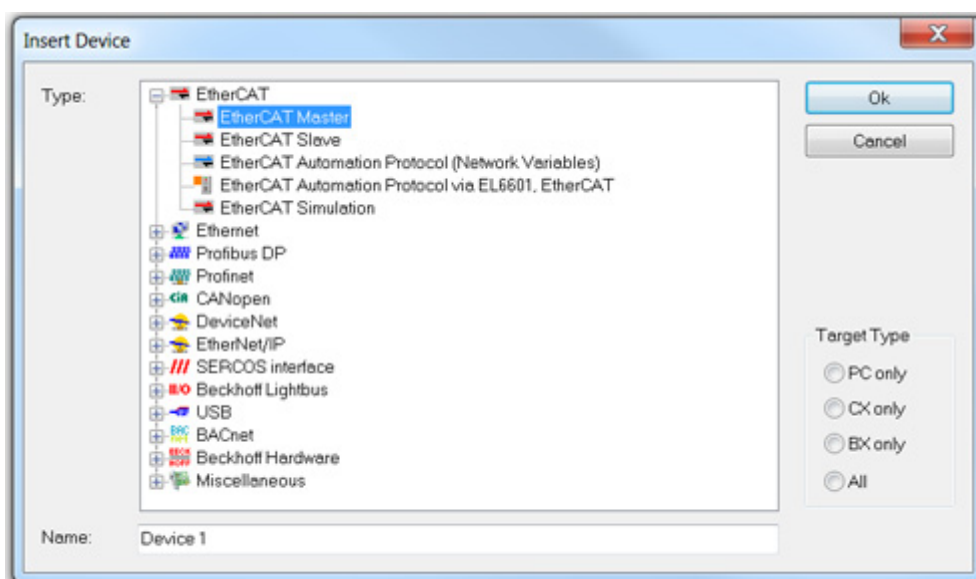 Insert Device
Type:
EtherCAT
EtherCAT Master
EtherCAT Slave
EtherCAT Automation Protocol (Network Variables)
EtherCAT Automation Protocol via EL6601, EtherCAT
EtherCAT Simulation
Ethernet
Profibus DP
Profinet
CANopen
DeviceNet
EtherNet/IP
SERCOS interface
Beckhoff Lightbus
USB
BACnet
Beckhoff Hardware
Miscellaneous
Ok
Cancel
Target Type
PC only
CX only
BX only
All
Name:
Device 1